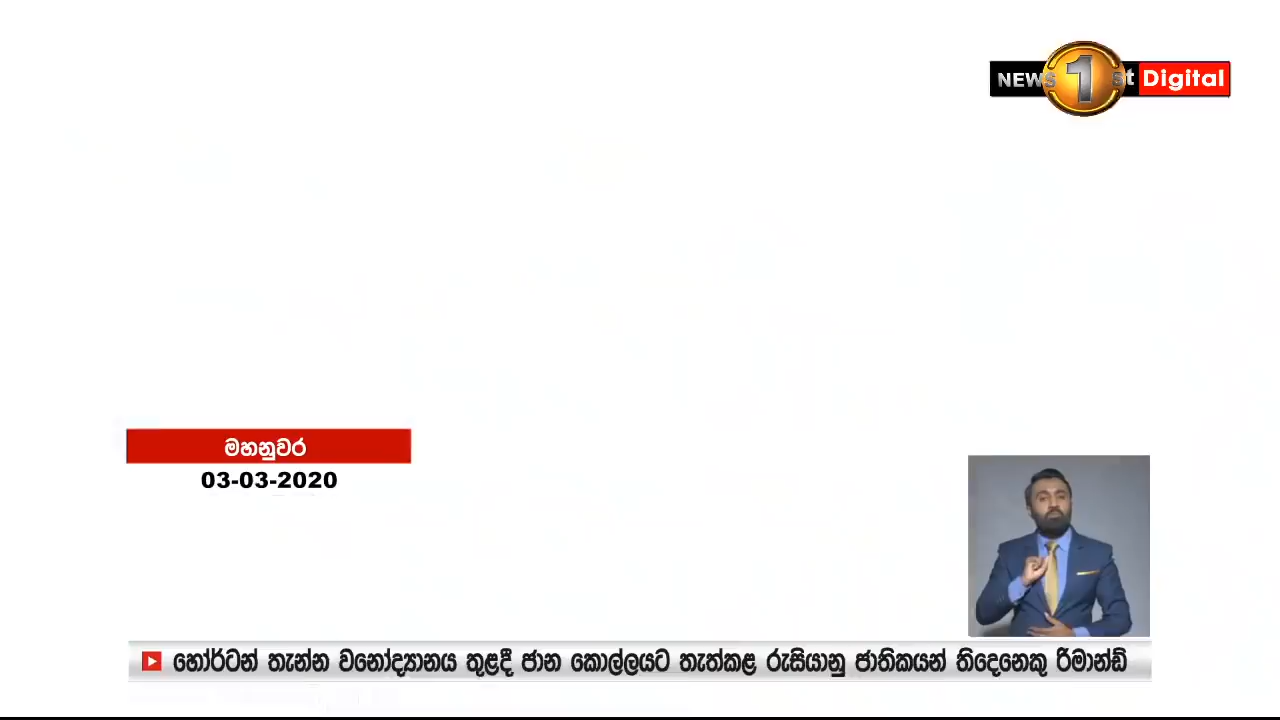 NEWS 1st Digital
මහනුවර
03-03-2020
හෝර්ටන් තැන්න වනෝද්‍යානය තුළදී ජාන කොල්ලයට තැත්කළ රුසියානු ජාතිකයන් තිදෙනෙකු රිමාන්ඩ්